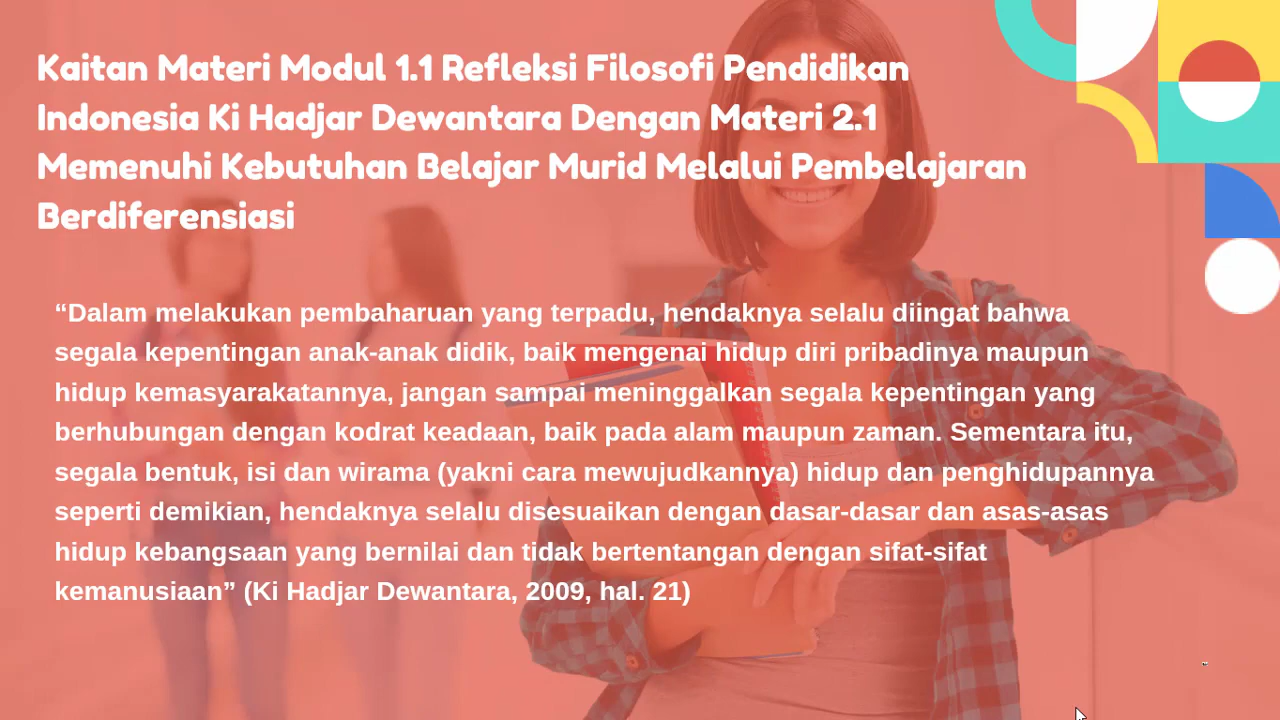 Kaitan Materi Modul 1.1 Refleksi Filosofi Pendidikan
Indonesia Ki Hadjar Dewantara Dengan Materi 2.1
Memenuhi Kebutuhan Belajar Murid Melalui Pembelajaran
Berdiferensiasi
“Dalam melakukan pembaharuan yang terpadu, hendaknya selalu diingat bahwa
segala kepentingan anak-anak didik, baik mengenai hidup diri pribadinya maupun
hidup kemasyarakatannya, jangan sampai meninggalkan segala kepentingan yang
berhubungan dengan kodrat keadaan, baik pada alam maupun zaman. Sementara itu,
segala bentuk, isi dan wirama (yakni cara mewujudkannya) hidup dan penghidupannya
seperti demikian, hendaknya selalu disesuaikan dengan dasar-dasar dan asas-asas
hidup kebangsaan yang bernilai dan tidak bertentangan dengan sifat-sifat
kemanusiaan” (Ki Hadjar Dewantara, 2009, hal. 21)